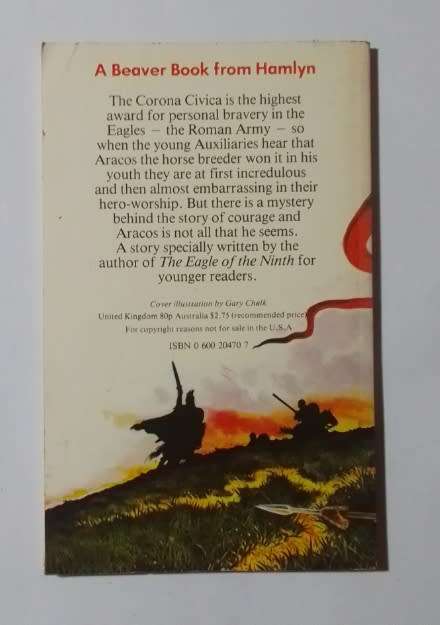 A Beaver Book from Hamlyn
The Corona Civica is the highest
award for personal bravery in the
Eagles – the Roman Army – so
when the young Auxiliaries hear that
Aracos the horse breeder won it in his
youth they are at first incredulous
and then almost embarrassing in their
hero-worship. But there is a mystery
behind the story of courage and
Aracos is not all that he seems.
A story specially written by the
author of The Eagle of the Ninth for
younger readers.
Cover illustration by Gary Chalk
United Kingdom 80p Australia $2.75 (recommended price)
For copyright reasons not for sale in the U.S.A
ISBN 0 600 20470 7